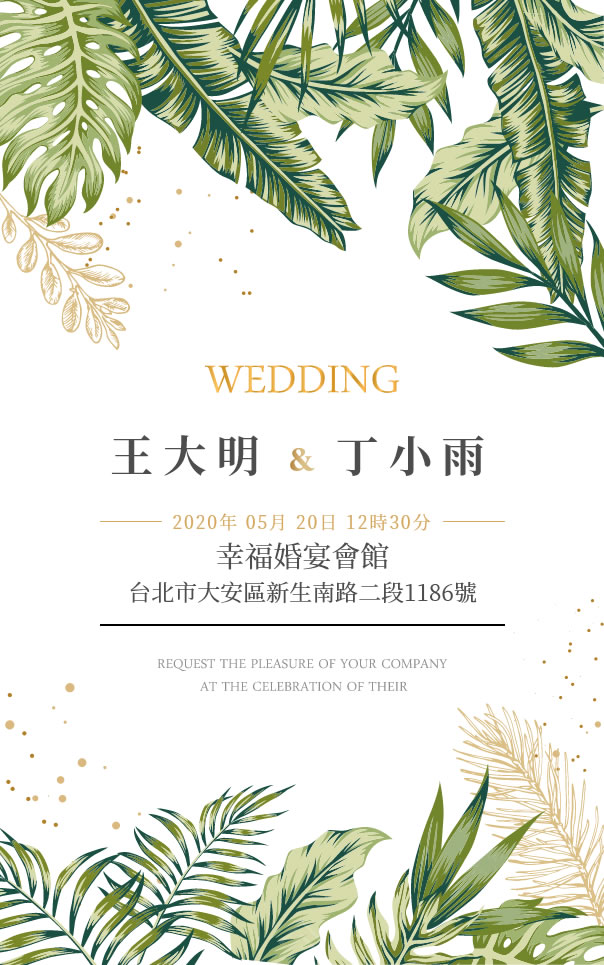 WEDDING
王大明 & 丁小雨
2020年 05月 20日 12時30分
幸福婚宴會館
台北市大安區新生南路二段1186號
REQUEST THE PLEASURE OF YOUR COMPANY
AT THE CELEBRATION OF THEIR